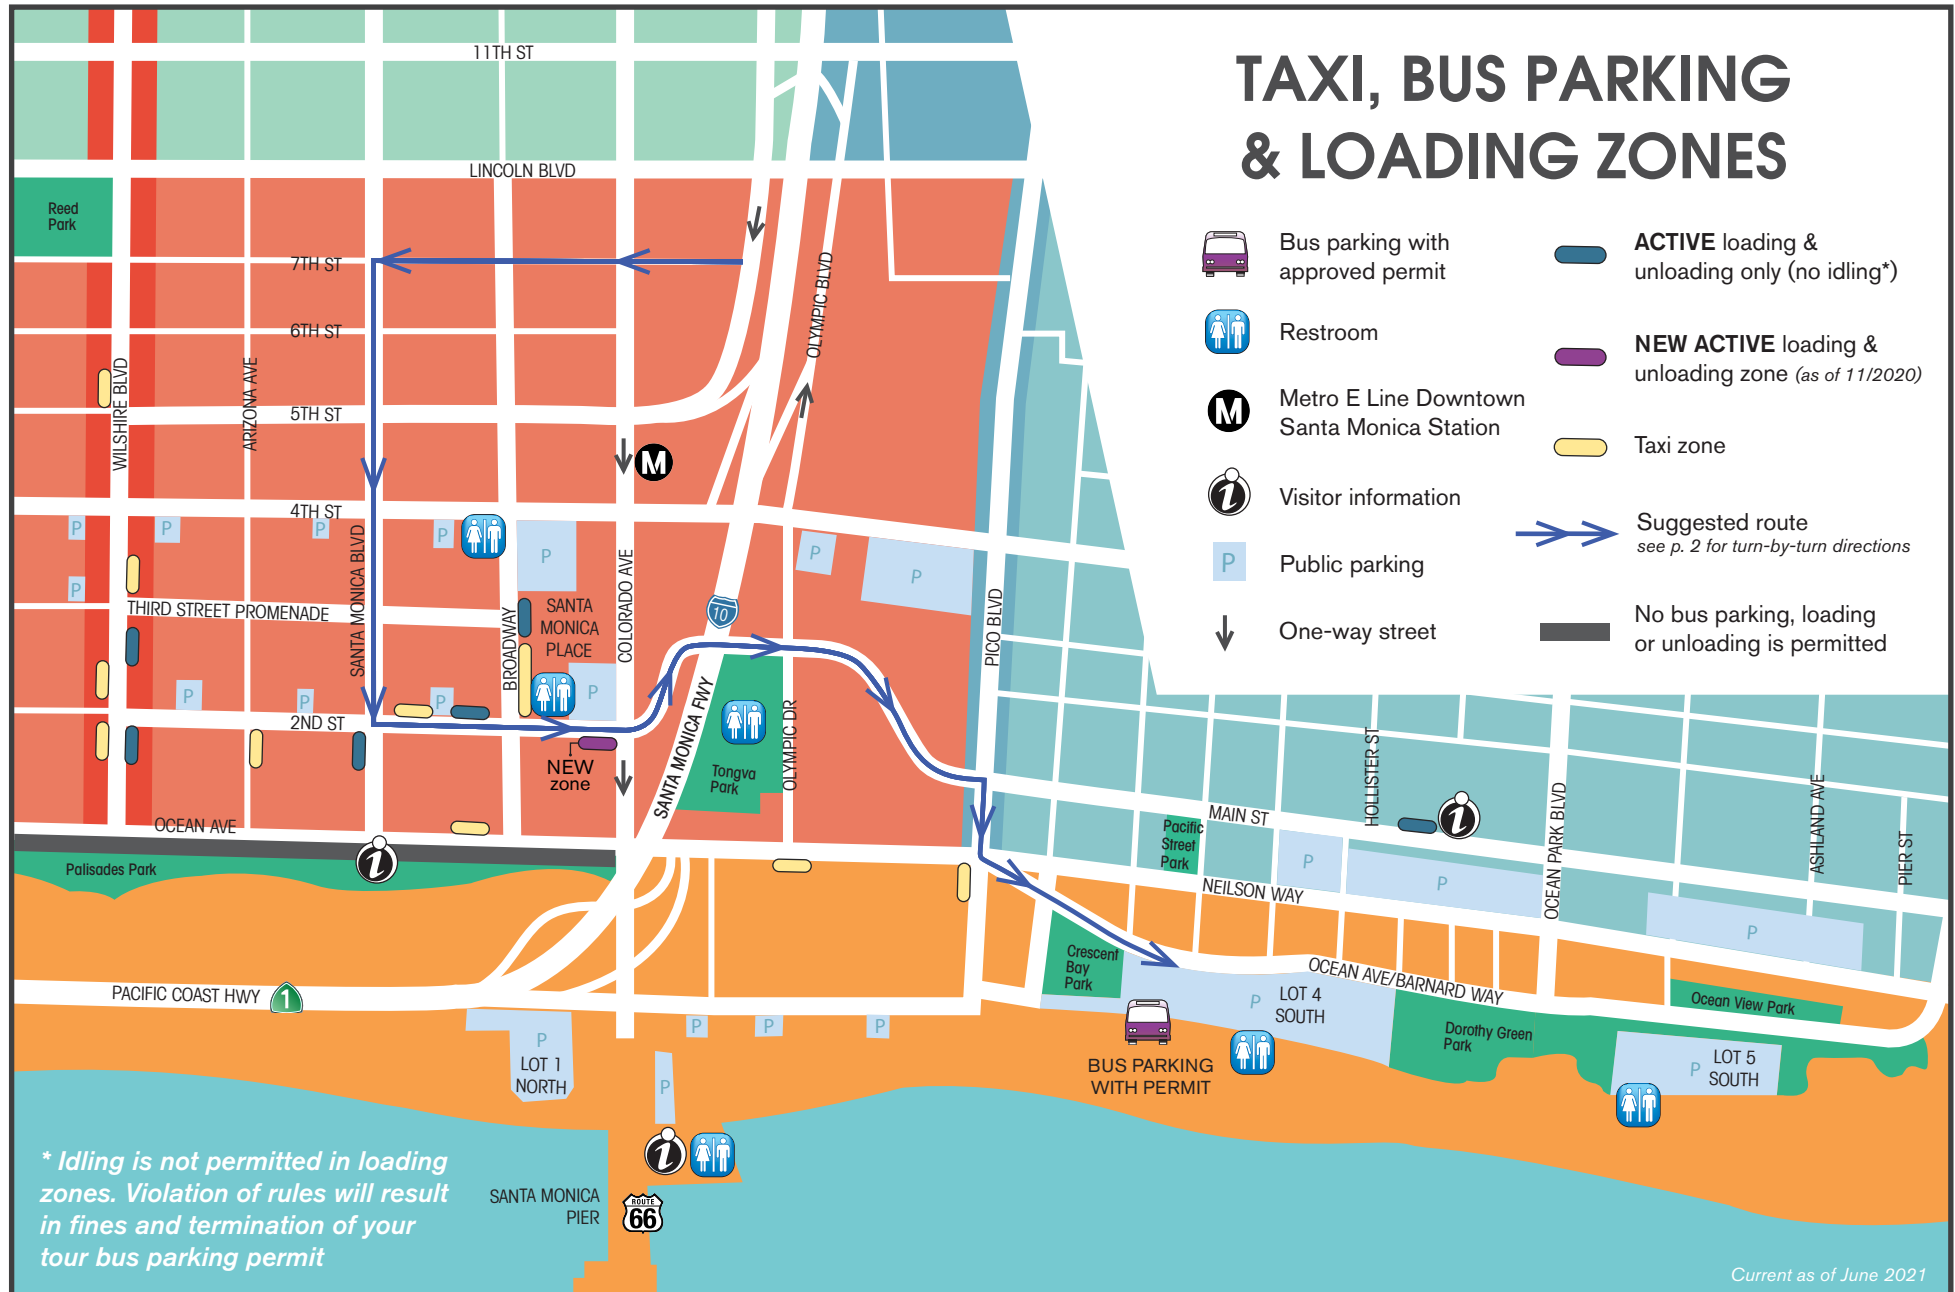 TAXI, BUS PARKING
& LOADING ZONES
Bus parking with
approved permit
Restroom
Metro E Line Downtown
Santa Monica Station
Visitor information
P
Public parking
One-way street
ACTIVE loading &
unloading only (no idling*)
NEW ACTIVE loading &
unloading zone (as of 11/2020)
Taxi zone
Suggested route
see p. 2 for turn-by-turn directions
No bus parking, loading
or unloading is permitted
M
11TH ST
LINCOLN BLVD
Reed
Park
7TH ST
6TH ST
5TH ST
4TH ST
WILSHIRE BLVD
ARIZONA AVE
SANTA MONICA BLVD
BROADWAY
COLORADO AVE
OLYMPIC BLVD
M
P
P
P
P
P
P
P
P
THIRD STREET PROMENADE
SANTA
MONICA
PLACE
10
PICO BLVD
P
P
P
P
2ND ST
NEW
zone
SANTA MONICA FWY
Tongva
Park
OLYMPIC DR
OCEAN AVE
Palisades Park
MAIN ST
HOLLISTER ST
OCEAN PARK BLVD
ASHLAND AVE
PIER ST
Pacific
Street
Park
P
P
P
NEILSON WAY
Crescent
Bay
Park
OCEAN AVE/BARNARD WAY
PACIFIC COAST HWY
1
P
LOT 1
NORTH
P
P
P
P
P
LOT 4
SOUTH
BUS PARKING
WITH PERMIT
Dorothy Green
Park
Ocean View Park
P
LOT 5
SOUTH
SANTA MONICA
PIER
ROUTE
66
* Idling is not permitted in loading
zones. Violation of rules will result
in fines and termination of your
tour bus parking permit
Current as of June 2021